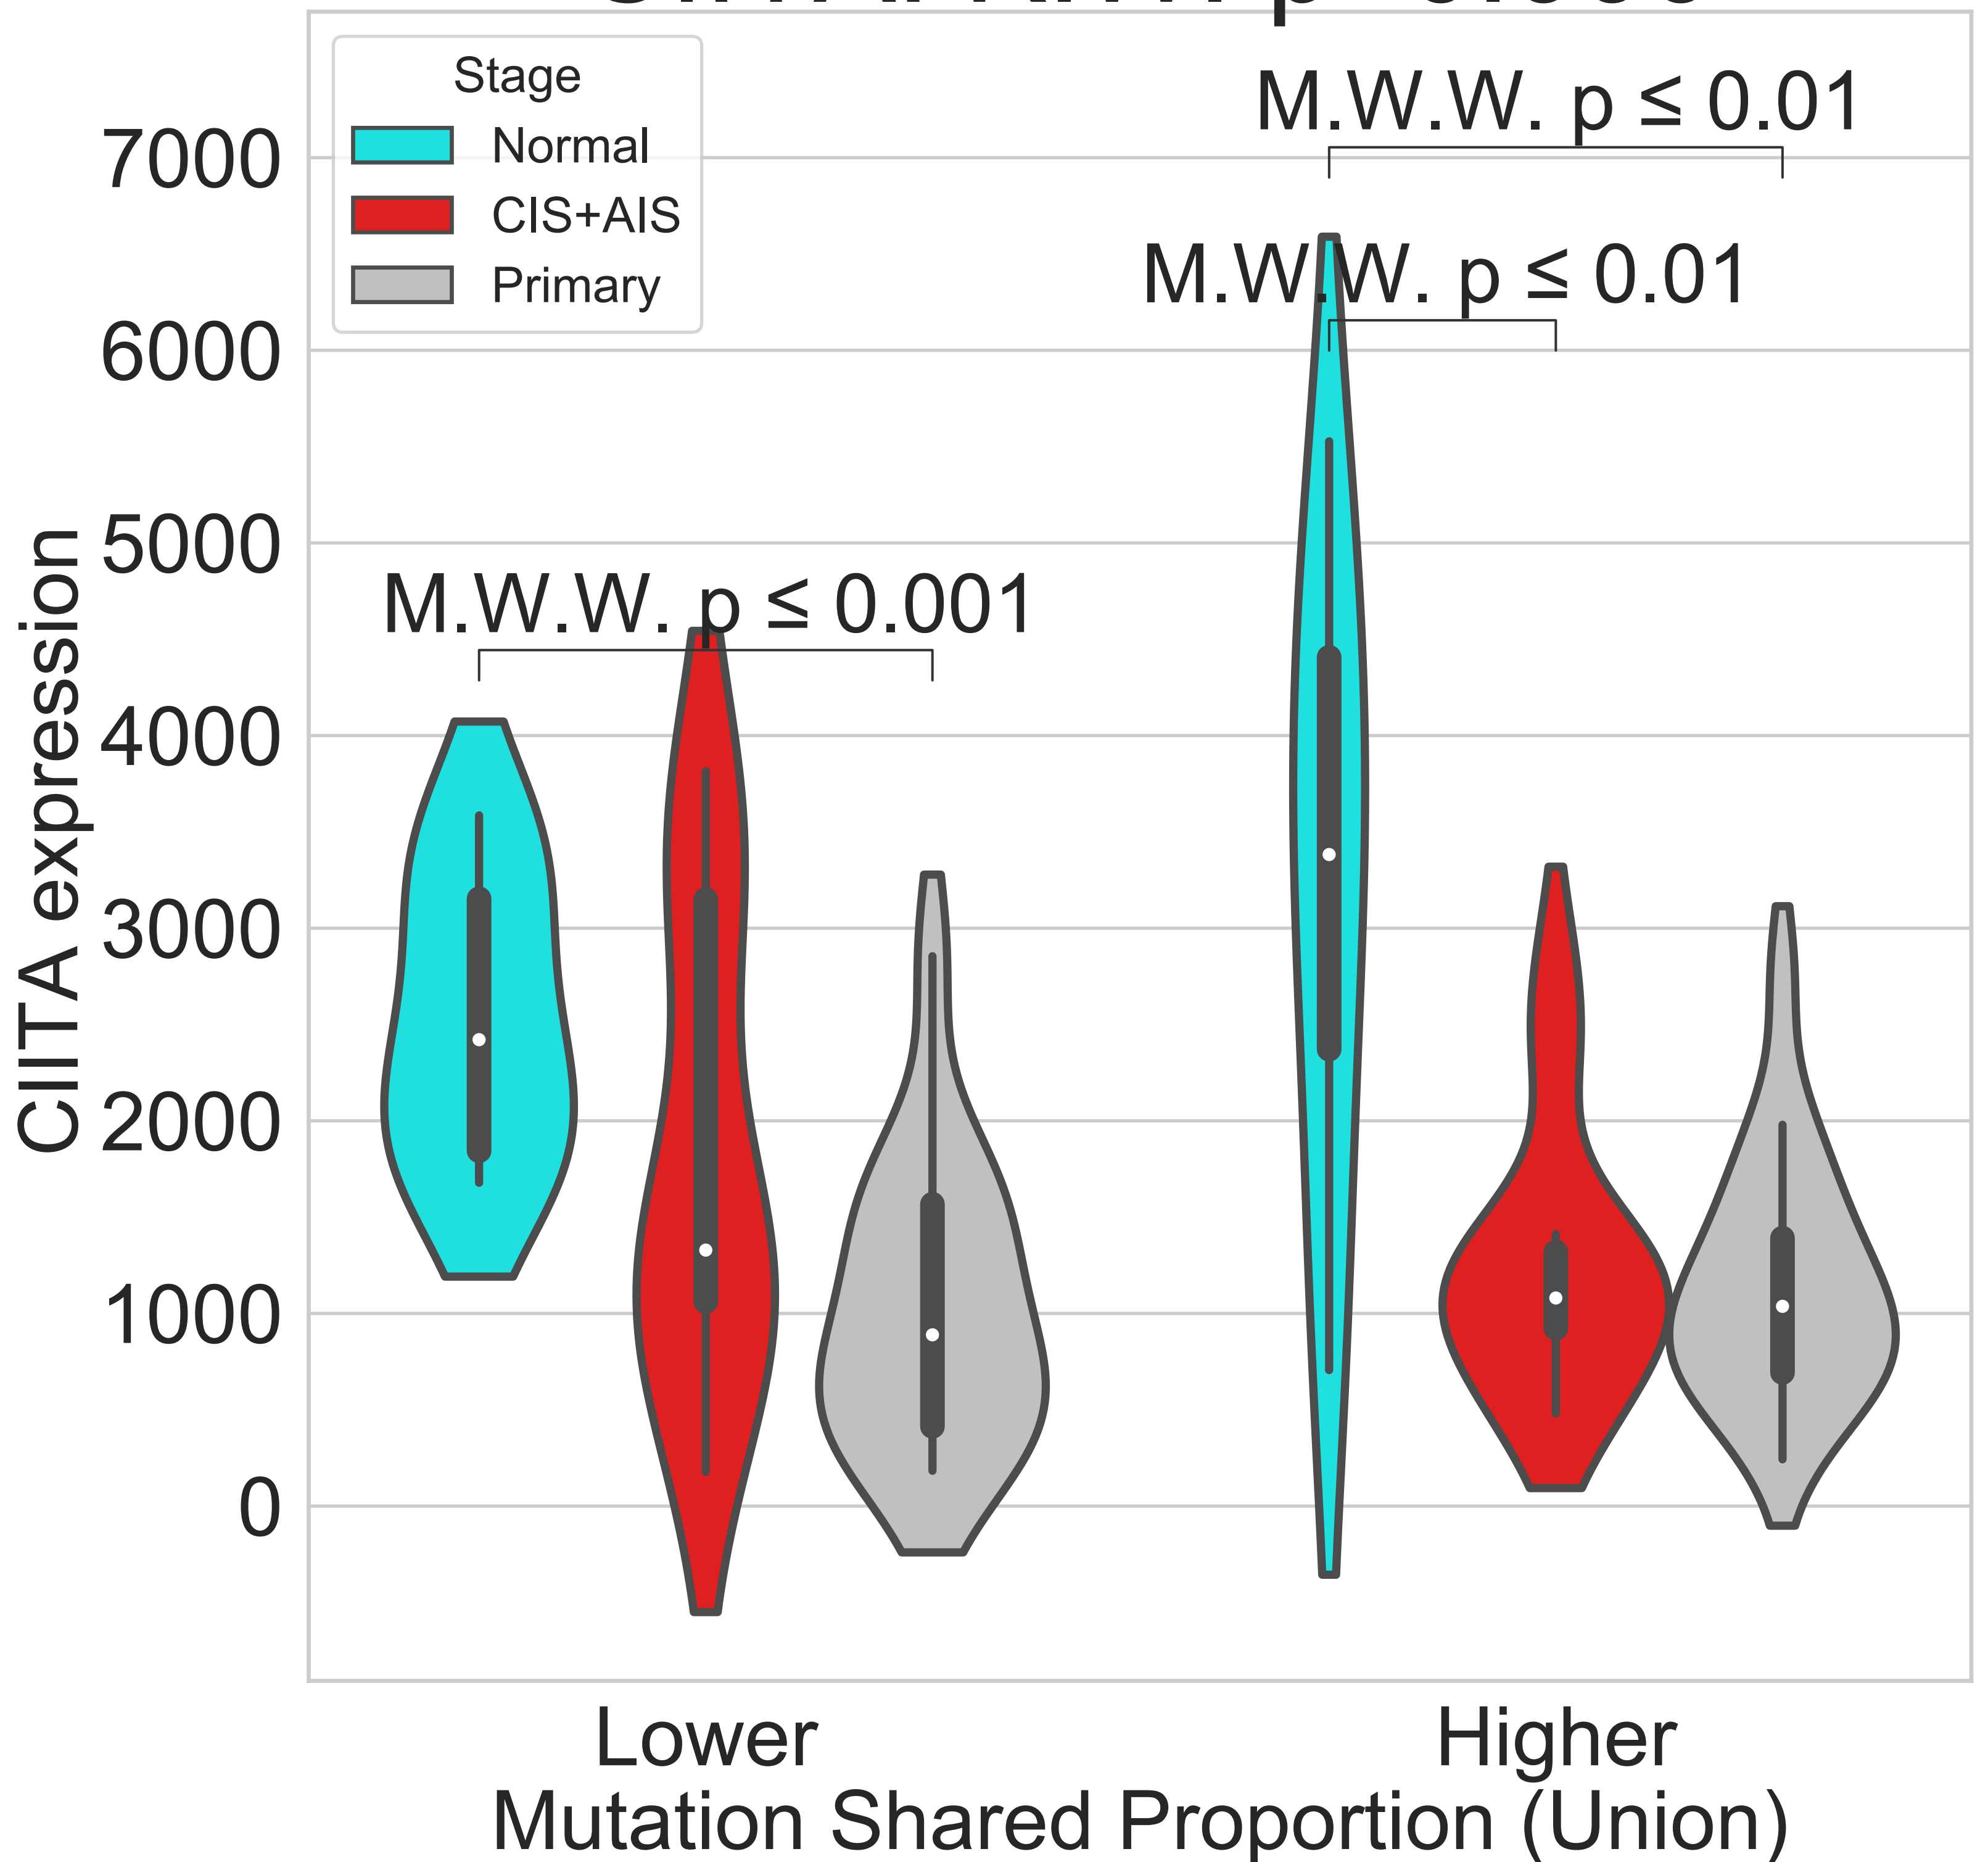 Stage
Normal
CIS+AIS
Primary
M.W.W. p ≤ 0.01
M.W.W. p ≤ 0.01
M.W.W. p ≤ 0.001
7000
6000
5000
4000
3000
2000
1000
0
CIITA expression
Lower
Higher
Mutation Shared Proportion (Union)